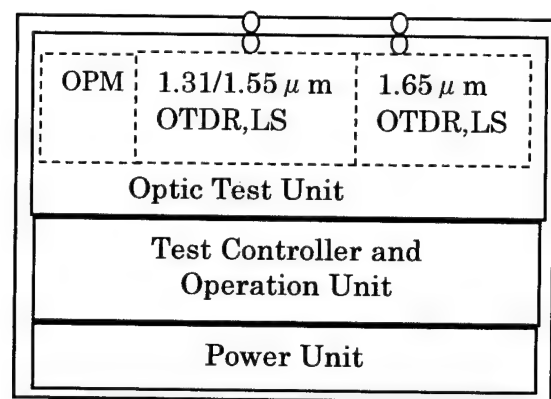 OPM
1.31/1.55 μ m
OTDR,LS
1.65 μ m
OTDR,LS
Optic Test Unit
Test Controller and
Operation Unit
Power Unit